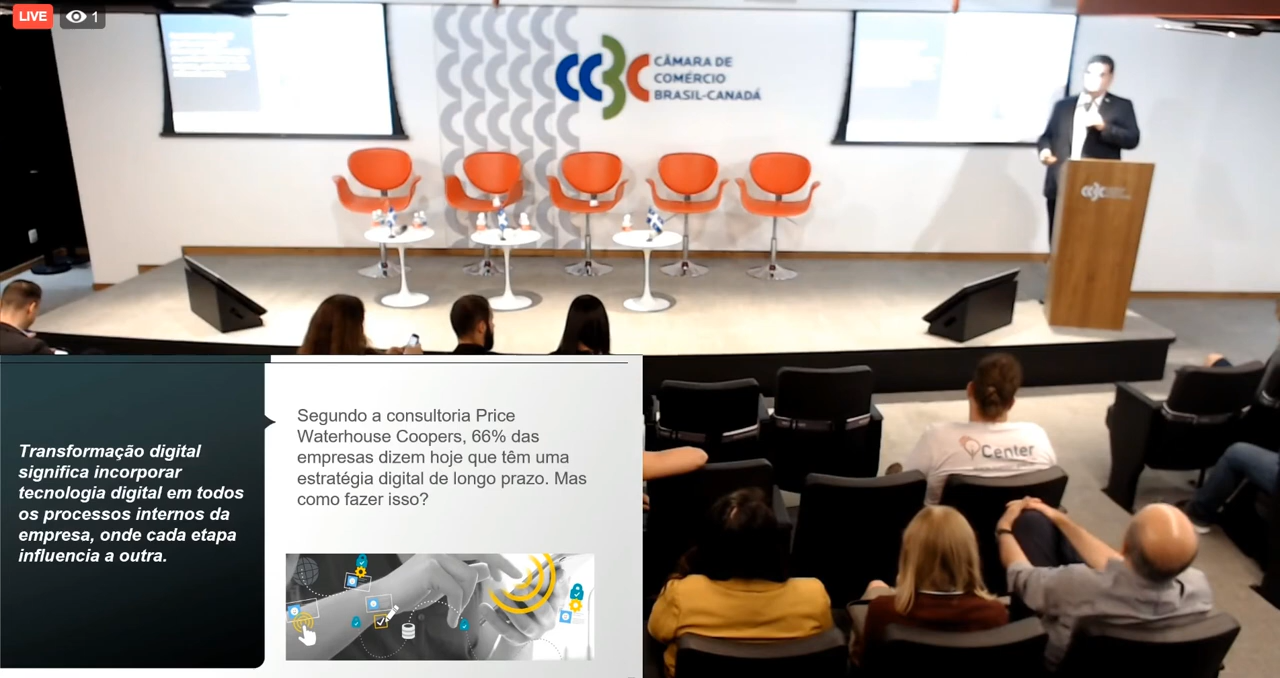 LIVE
1
CCBC
CÂMARA DE
COMÉRCIO
BRASIL-CANADÁ
CCBC
Center
Transformação digital
significa incorporar
tecnologia digital em todos
os processos internos da
empresa, onde cada etapa
influencia a outra.
Segundo a consultoria Price
Waterhouse Coopers, 66% das
empresas dizem hoje que têm uma
estratégia digital de longo prazo. Mas
como fazer isso?